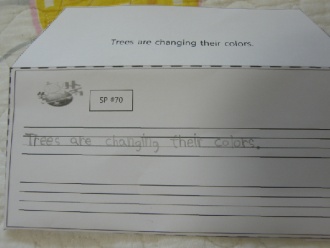 Trees are changing their colors.
SP #70
Trees are changing their colors.